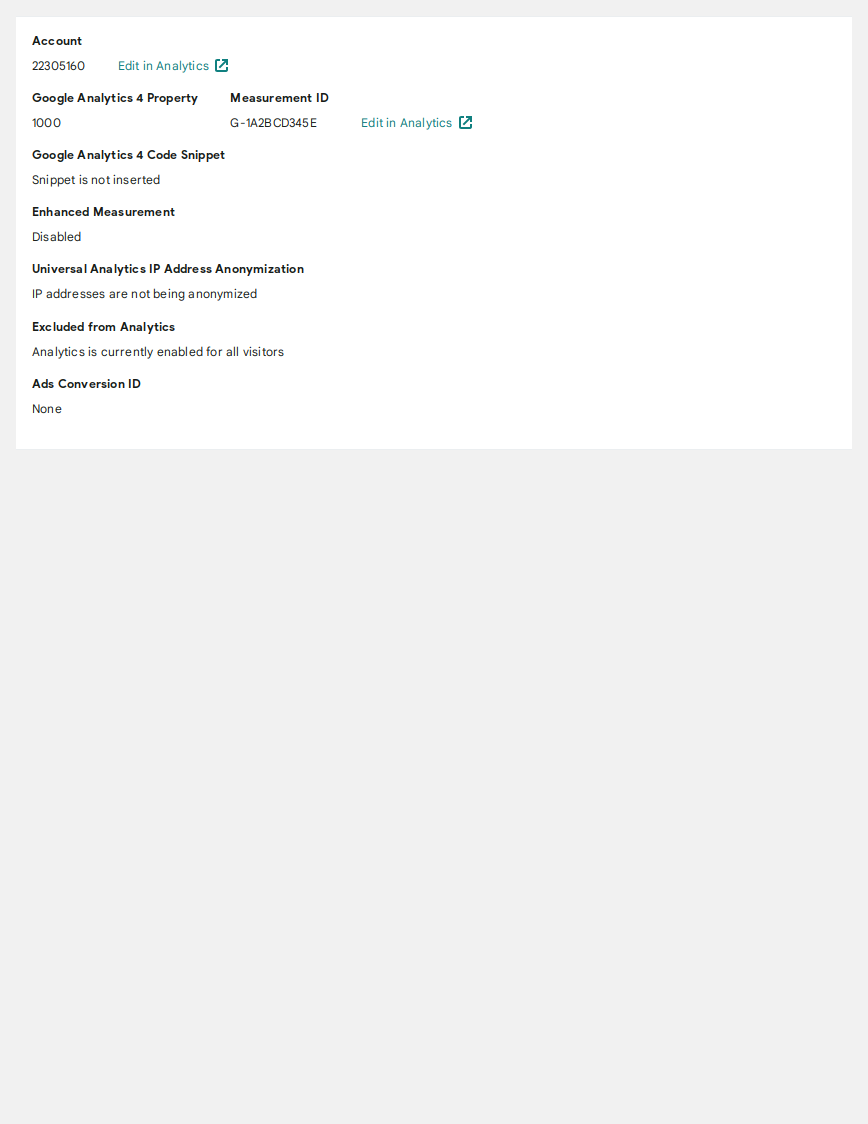 Account
22305160 Edit in Analytics
Google Analytics 4 Property Measurement ID
1000 G-1A2BCD345E Edit in Analytics
Google Analytics 4 Code Snippet
Snippet is not inserted
Enhanced Measurement
Disabled
Universal Analytics IP Address Anonymization
IP addresses are not being anonymized
Excluded from Analytics
Analytics is currently enabled for all visitors
Ads Conversion ID
None